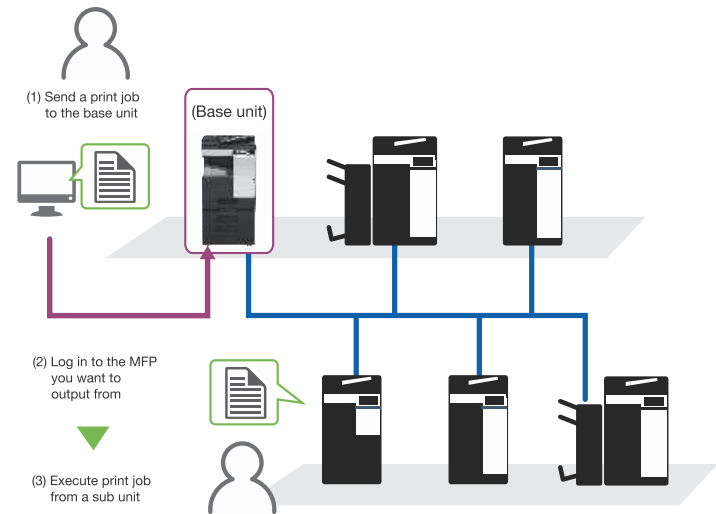 (1) Send a print job
to the base unit
(Base unit)
(2) Log in to the MFP
you want to
output from
(3) Execute print job
from a sub unit